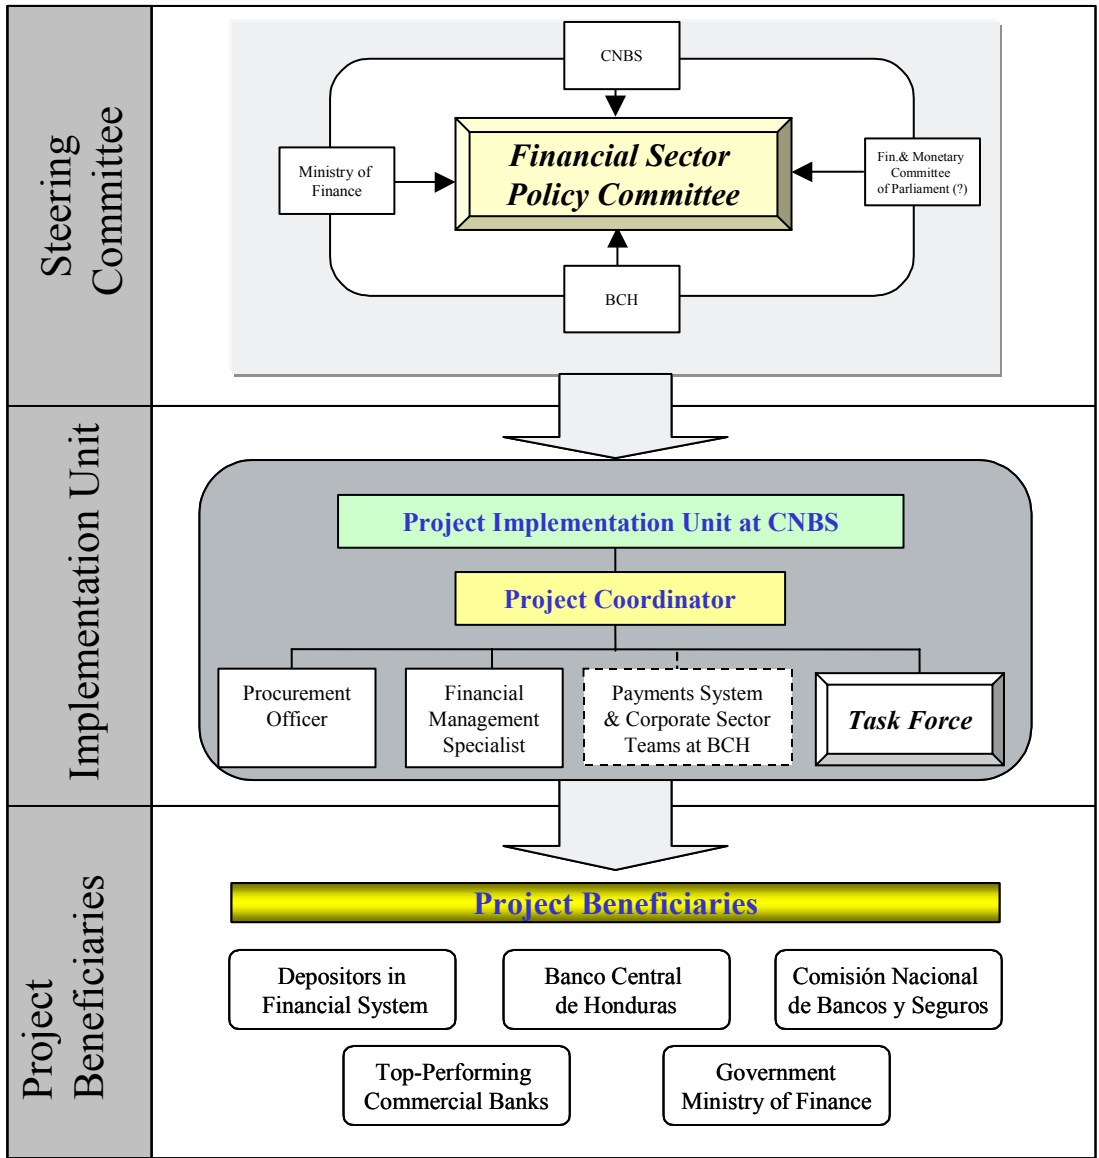 Steering
Committee
CNBS
Ministry of
Finance
Financial Sector
Policy Committee
Fin.& Monetary
Committee
of Parliament (?)
BCH
Implementation Unit
Project Implementation Unit at CNBS
Project Coordinator
Procurement
Officer
Financial
Management
Specialist
Payments System
& Corporate Sector
Teams at BCH
Task Force
Project
Beneficiaries
Project Beneficiaries
Depositors in
Financial System
Banco Central
de Honduras
Comisión Nacional
de Bancos y Seguros
Top-Performing
Commercial Banks
Government
Ministry of Finance